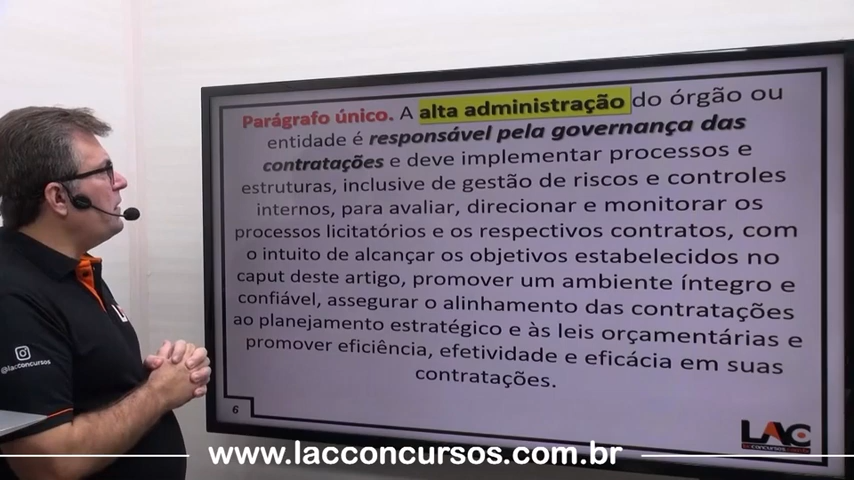 Parágrafo único. A alta administração do órgão ou
entidade é responsável pela governança das
contratações e deve implementar processos e
estruturas, inclusive de gestão de riscos e controles
internos, para avaliar, direcionar e monitorar os
processos licitatórios e os respectivos contratos, com
o intuito de alcançar os objetivos estabelecidos no
caput deste artigo, promover um ambiente íntegro e
confiável, assegurar o alinhamento das contratações
ao planejamento estratégico e às leis orçamentárias e
promover eficiência, efetividade e eficácia em suas
contratações.
6
LAC
@lacconcursos
www.lacconcursos.com.br